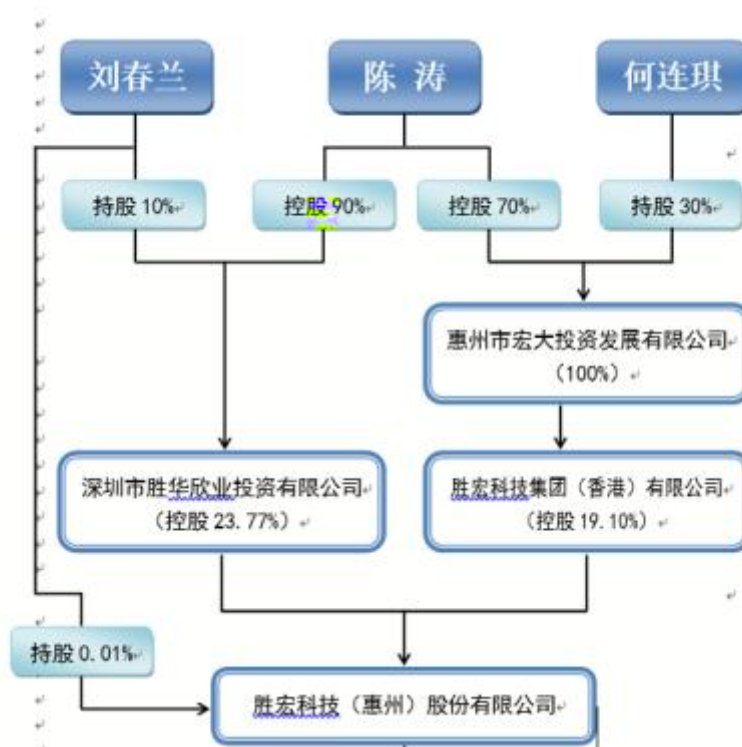 刘春兰
陈 涛
何连琪
持股 10%
控股 90%
控股 70%
持股 30%
惠州市宏大投资发展有限公司
（100%）
深圳市胜华欣业投资有限公司
（控股 23.77%）
胜宏科技集团（香港）有限公司
（控股 19.10%）
持股 0.01%
胜宏科技（惠州）股份有限公司